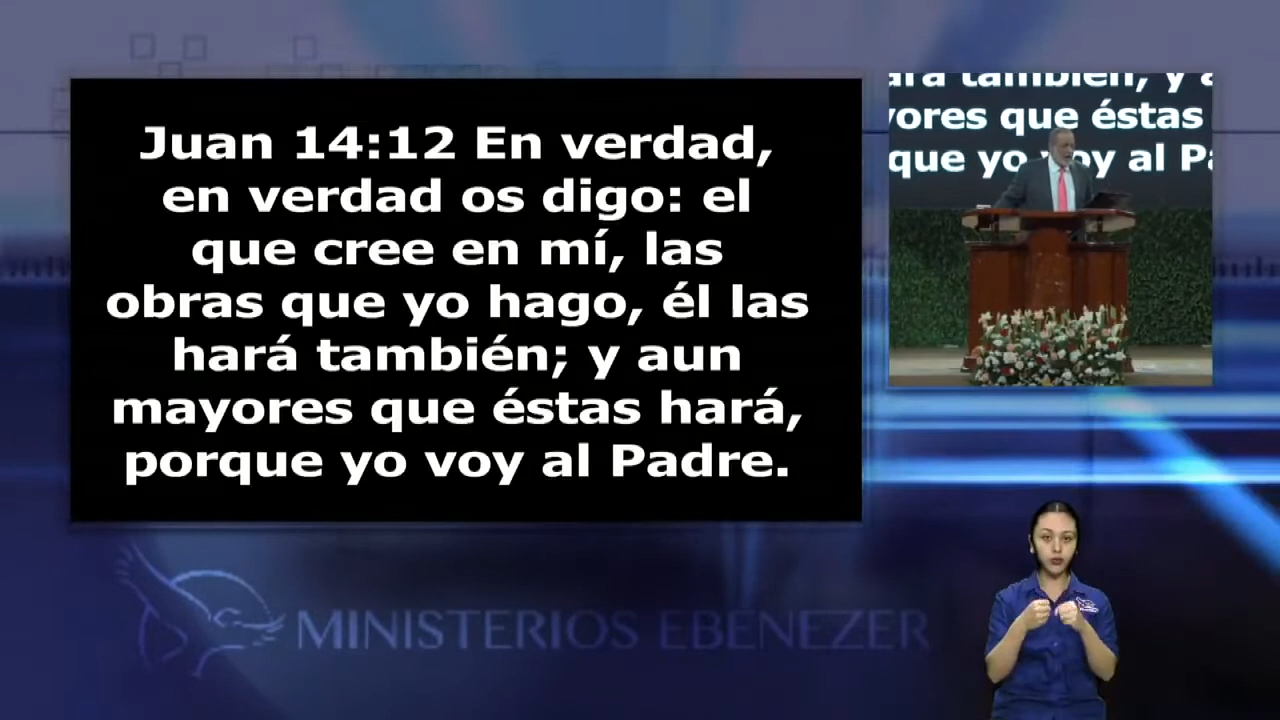 Juan 14:12 En verdad,
en verdad os digo: el
que cree en mí, las
obras que yo hago, él las
hará también; y aun
mayores que éstas hará,
porque yo voy al Padre.
ará también, y a
yores que éstas
que yo voy al Pa
MINISTERIOS EBENEZER